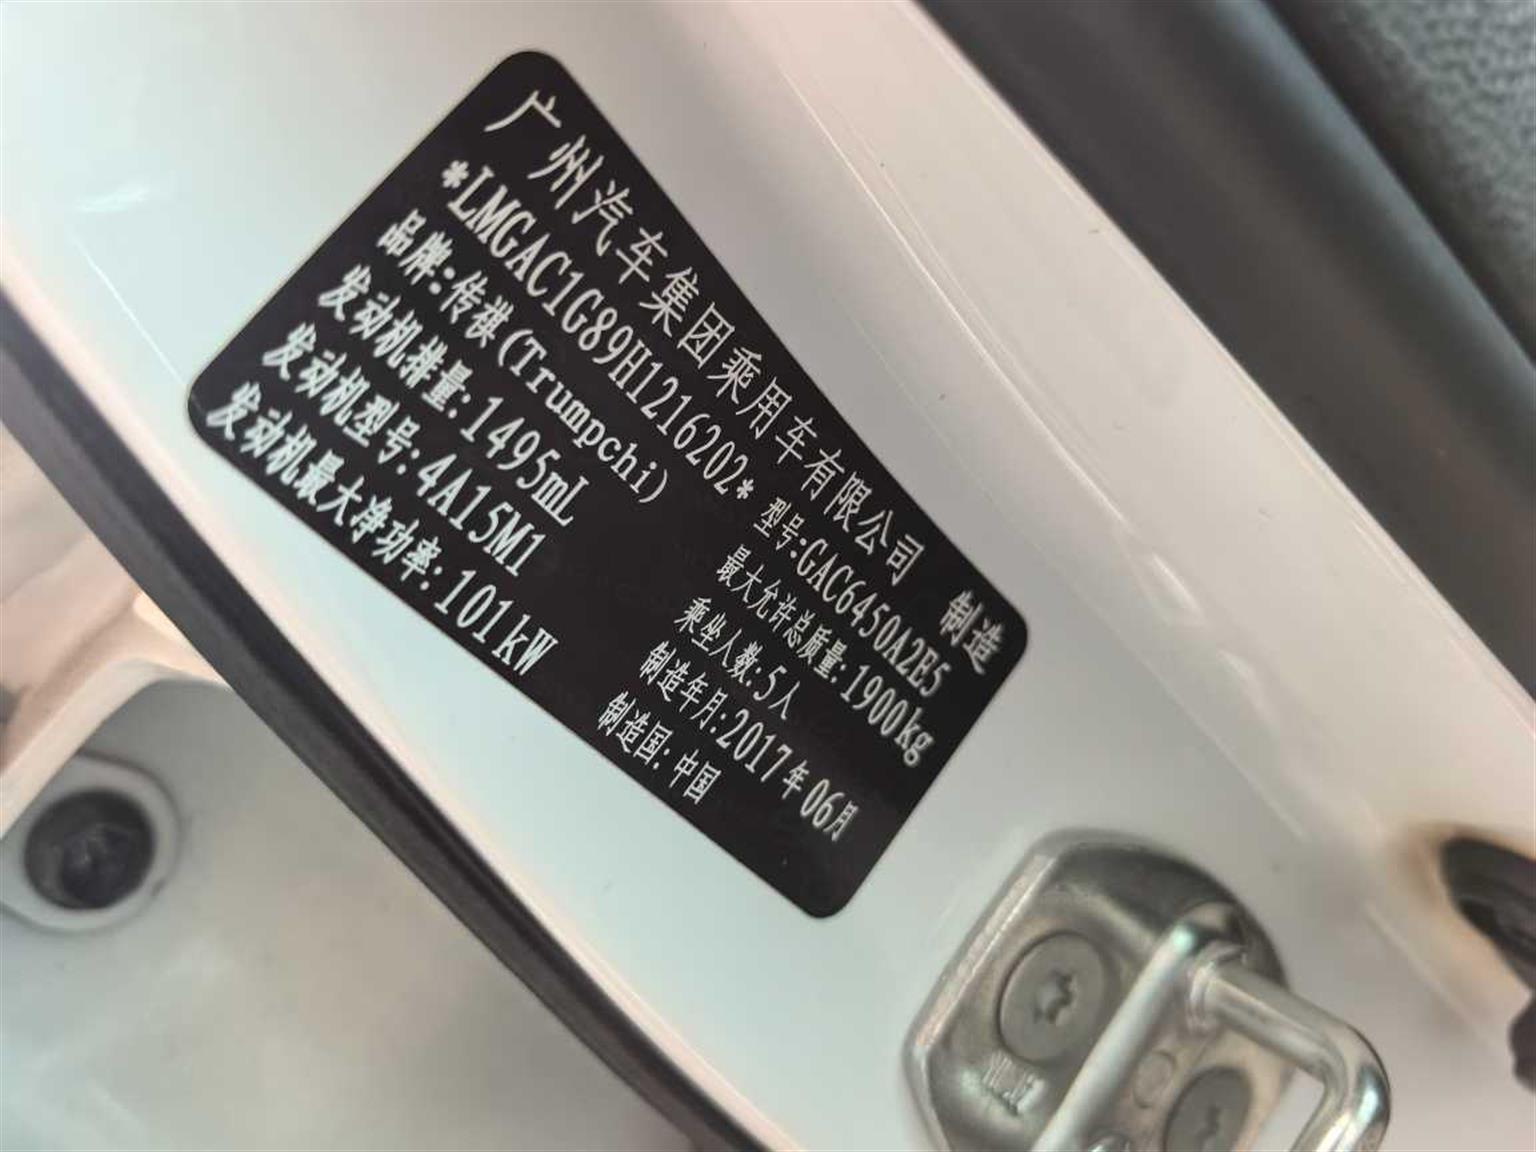 广州汽车集团乘用车有限公司 制造
*LMGAC1G89H1216202*
品牌:传祺(Trumpchi) 型号:GAC6450A2E5
发动机排量:1495mL 最大允许总质量:1900kg
发动机型号:4A15M1 乘坐人数:5人
发动机最大净功率:101kW 制造年月:2017年06月
制造国:中国